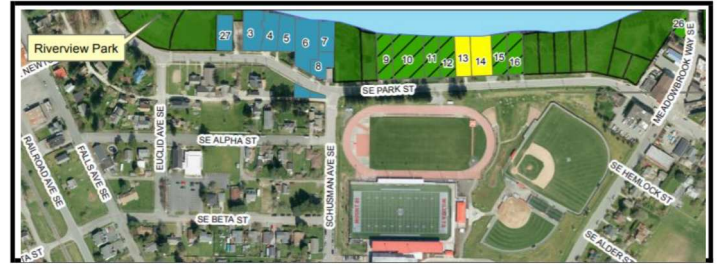 Riverview Park
27
3
4
5
6
7
8
9
10
11
12
13
14
15
16
26
SE PARK ST
MEADOWBROOK WAY SE
RAILROAD AVE SE
FALLS AVE SE
EUCLID AVE SE
SE ALPHA ST
SCHUSMAN AVE SE
SE BETA ST
SE HEMLOCK ST
SE ALDER ST